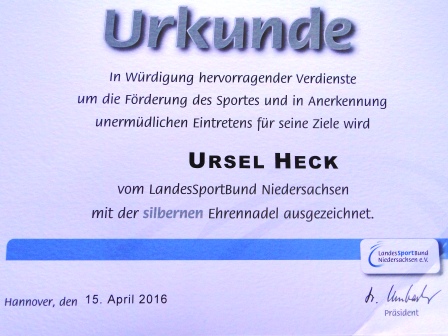 Urkunde
In Würdigung hervorragender Verdienste
um die Förderung des Sportes und in Anerkennung
unermüdlichen Eintretens für seine Ziele wird
URSEL HECK
vom LandesSportBund Niedersachsen
mit der silbernen Ehrennadel ausgezeichnet.
LandesSportBund
Niedersachsen e.V.
Hannover, den 15. April 2016
Präsident